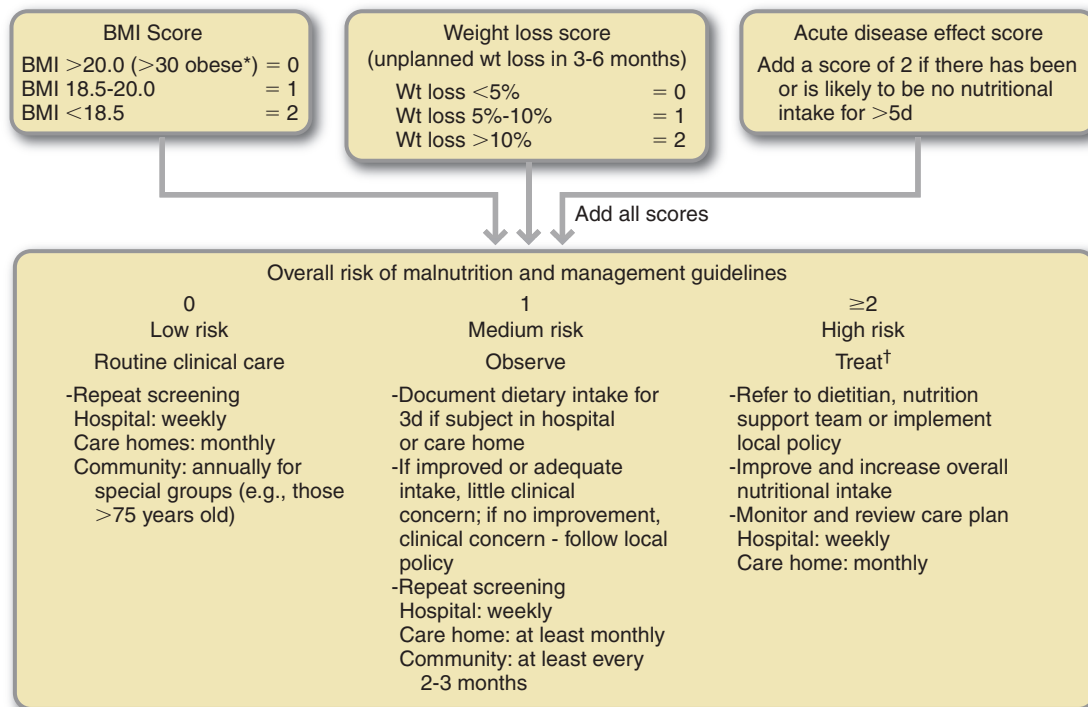 BMI Score
BMI >20.0 (>30 obese*) = 0
BMI 18.5-20.0 = 1
BMI <18.5 = 2
Weight loss score
(unplanned wt loss in 3-6 months)
Wt loss <5% = 0
Wt loss 5%-10% = 1
Wt loss >10% = 2
Acute disease effect score
Add a score of 2 if there has been
or is likely to be no nutritional
intake for >5d
Add all scores
Overall risk of malnutrition and management guidelines
0
Low risk
Routine clinical care
-Repeat screening
Hospital: weekly
Care homes: monthly
Community: annually for
special groups (e.g., those
>75 years old)
1
Medium risk
Observe
-Document dietary intake for
3d if subject in hospital
or care home
-If improved or adequate
intake, little clinical
concern; if no improvement,
clinical concern - follow local
policy
-Repeat screening
Hospital: weekly
Care home: at least monthly
Community: at least every
2-3 months
≥2
High risk
Treat†
-Refer to dietitian, nutrition
support team or implement
local policy
-Improve and increase overall
nutritional intake
-Monitor and review care plan
Hospital: weekly
Care home: monthly